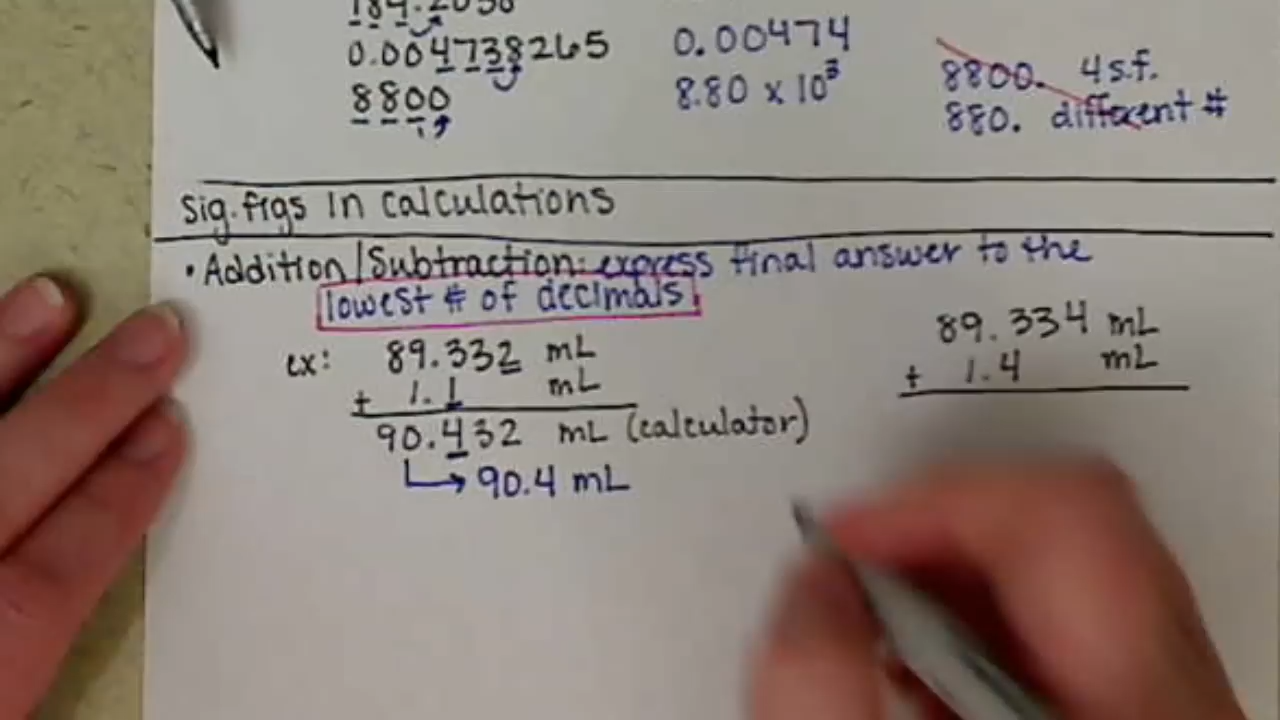 0.004738265 0.00474
8800 8.80 x 10³
8800. 4 s.f.
880. different #
Sig. figs in calculations
• Addition/Subtraction: express final answer to the
lowest # of decimals.
ex: 89.332 mL
+ 1.1 mL
90.432 mL (calculator)
90.4 mL
89.334 mL
+ 1.4 mL